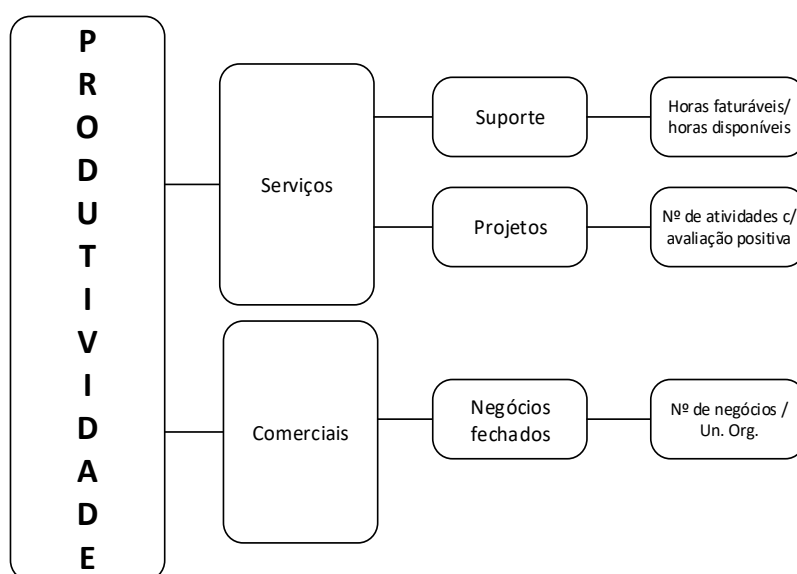 PRODUTIVIDADE
Serviços
Suporte
Horas faturáveis/
horas disponíveis
Projetos
Nº de atividades c/
avaliação positiva
Comerciais
Negócios
fechados
Nº de negócios /
Un. Org.